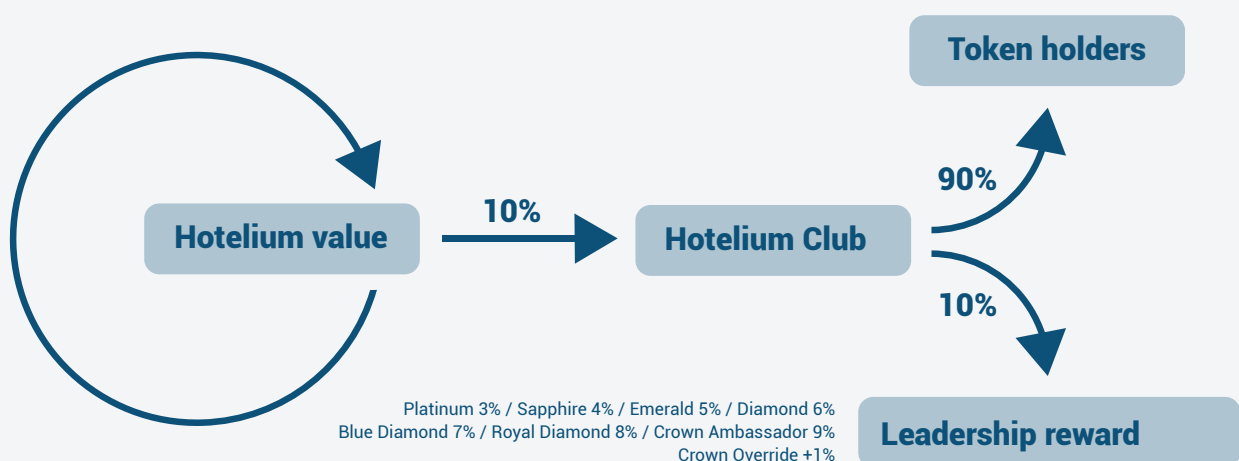 Token holders
90%
Hotelium value
10%
Hotelium Club
10%
Platinum 3% / Sapphire 4% / Emerald 5% / Diamond 6%
Blue Diamond 7% / Royal Diamond 8% / Crown Ambassador 9%
Crown Override +1%
Leadership reward